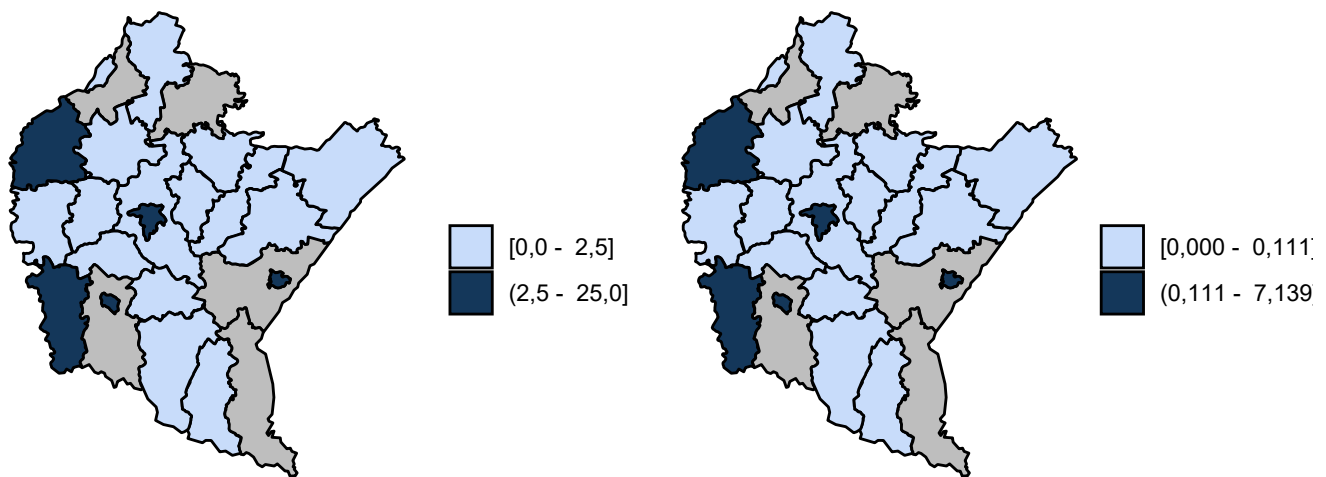 [0,0 - 2,5]
(2,5 - 25,0]
[0,000 - 0,111]
(0,111 - 7,139]